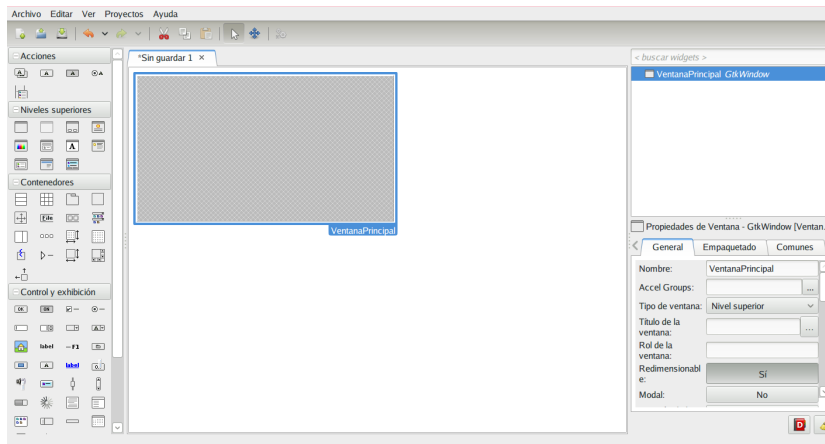 Archivo Editar Ver Proyectos Ayuda
Acciones
Niveles superiores
Contenedores
Control y exhibición
*Sin guardar 1 ×
VentanaPrincipal
< buscar widgets >
VentanaPrincipal GtkWindow
Propiedades de Ventana - GtkWindow [Ventan.
General Empaquetado Comunes
Nombre: VentanaPrincipal
Accel Groups: ...
Tipo de ventana: Nivel superior
Título de la
ventana: ...
Rol de la
ventana:
Redimensionabl
e: Sí
Modal: No
File
OK
label
label